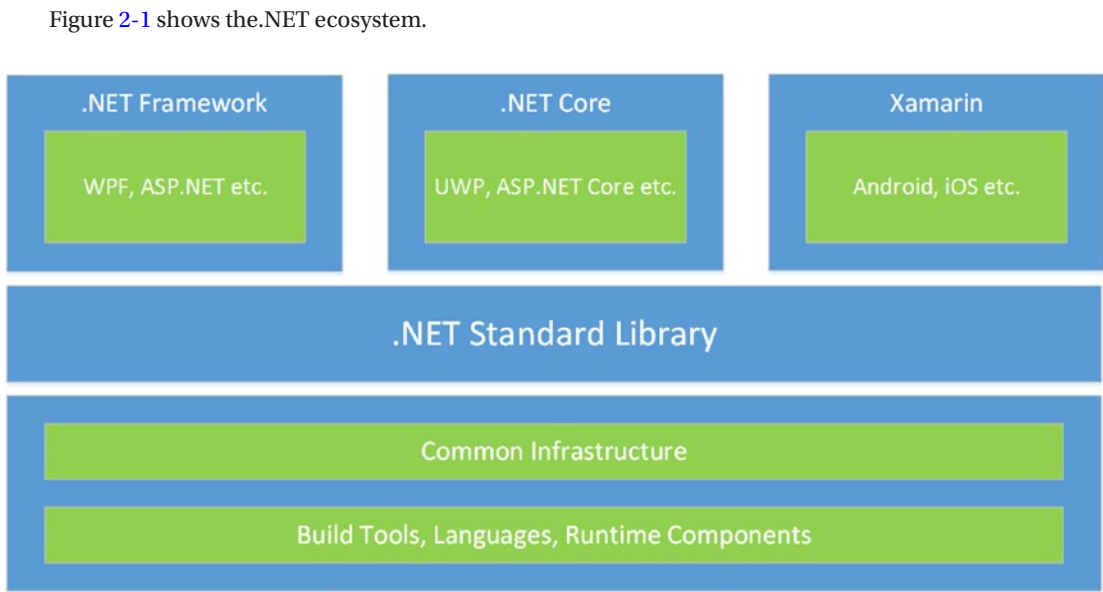 Figure 2-1 shows the.NET ecosystem.
.NET Framework
WPF, ASP.NET etc.
.NET Core
UWP, ASP.NET Core etc.
Xamarin
Android, iOS etc.
.NET Standard Library
Common Infrastructure
Build Tools, Languages, Runtime Components